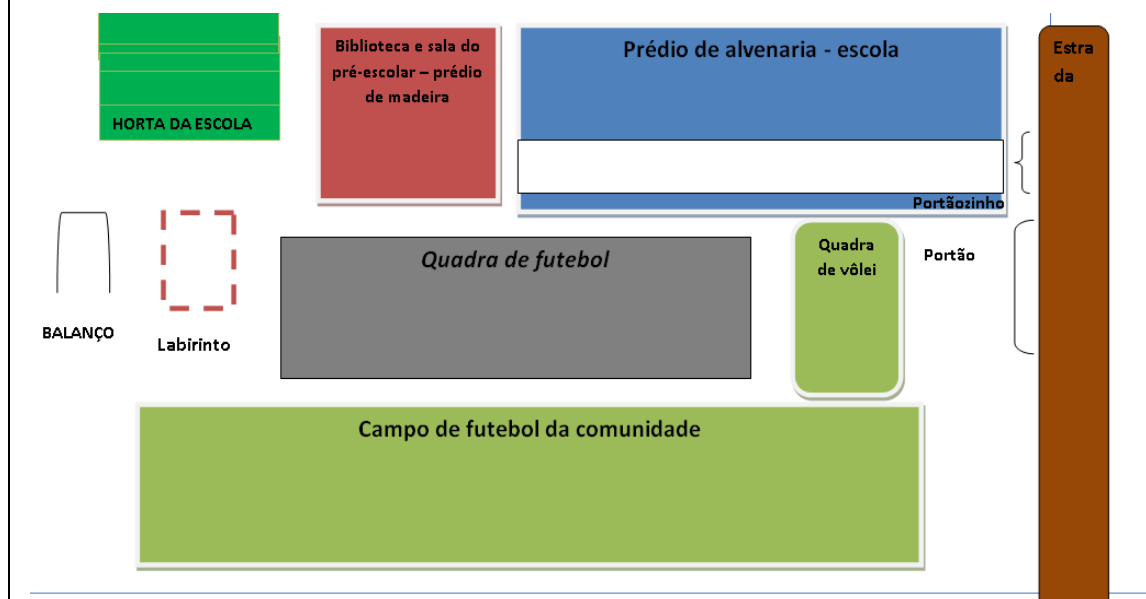 HORTA DA ESCOLA
Biblioteca e sala do
pré-escolar – prédio
de madeira
Prédio de alvenaria - escola
Estra
da
Portãozinho
BALANÇO
Labirinto
Quadra de futebol
Quadra
de vôlei
Portão
Campo de futebol da comunidade